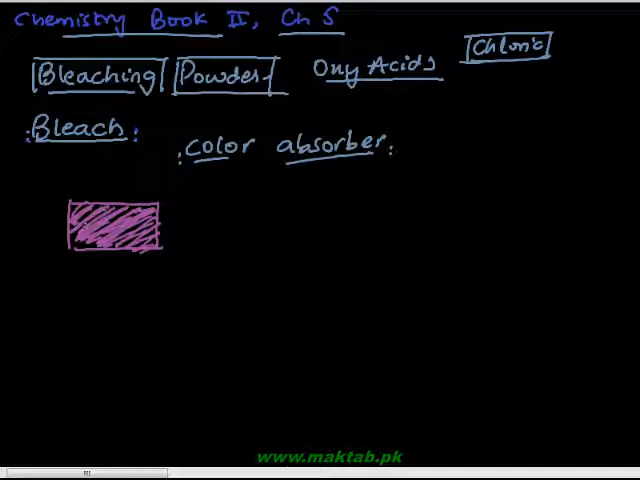 Chemistry Book II, Ch 5
Bleaching Powder Oxy Acids Chloric
:Bleach: :color absorber:
www.maktab.pk